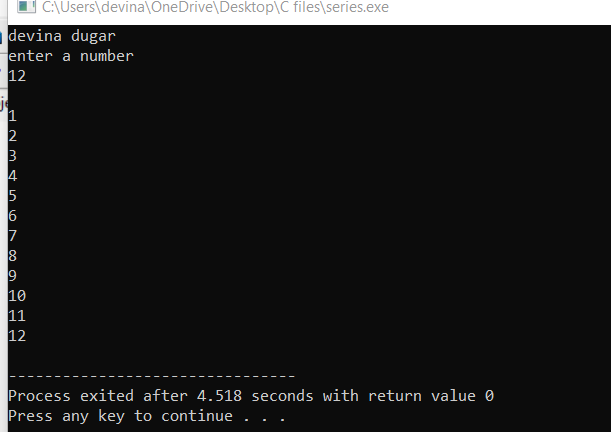 C:\Users\devina\OneDrive\Desktop\C files\series.exe
devina dugar
enter a number
12
1
2
3
4
5
6
7
8
9
10
11
12
--------------------------------
Process exited after 4.518 seconds with return value 0
Press any key to continue . . .